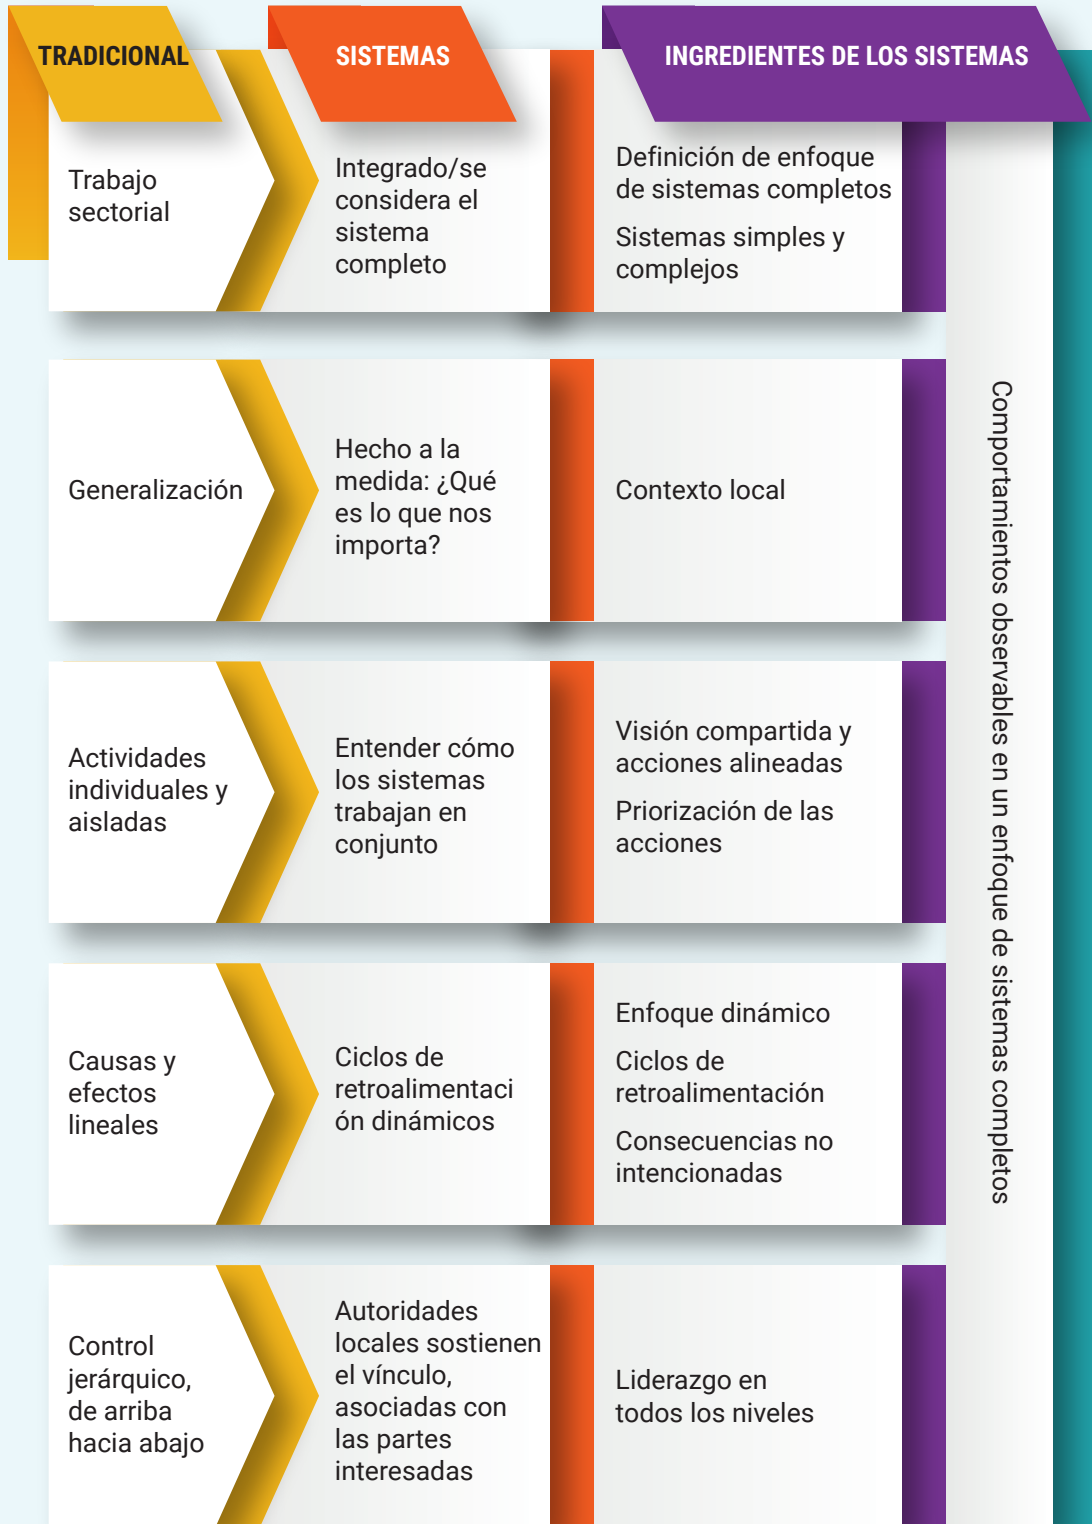 TRADICIONAL
SISTEMAS
INGREDIENTES DE LOS SISTEMAS
Trabajo
sectorial
Integrado/se
considera el
sistema
completo
Definición de enfoque
de sistemas completos
Sistemas simples y
complejos
Generalización
Hecho a la
medida: ¿Qué
es lo que nos
importa?
Contexto local
Actividades
individuales y
aisladas
Entender cómo
los sistemas
trabajan en
conjunto
Visión compartida y
acciones alineadas
Priorización de las
acciones
Causas y
efectos
lineales
Ciclos de
retroalimentaci
ón dinámicos
Enfoque dinámico
Ciclos de
retroalimentación
Consecuencias no
intencionadas
Control
jerárquico,
de arriba
hacia abajo
Autoridades
locales sostienen
el vínculo,
asociadas con
las partes
interesadas
Liderazgo en
todos los niveles
Comportamientos observables en un enfoque de sistemas completos